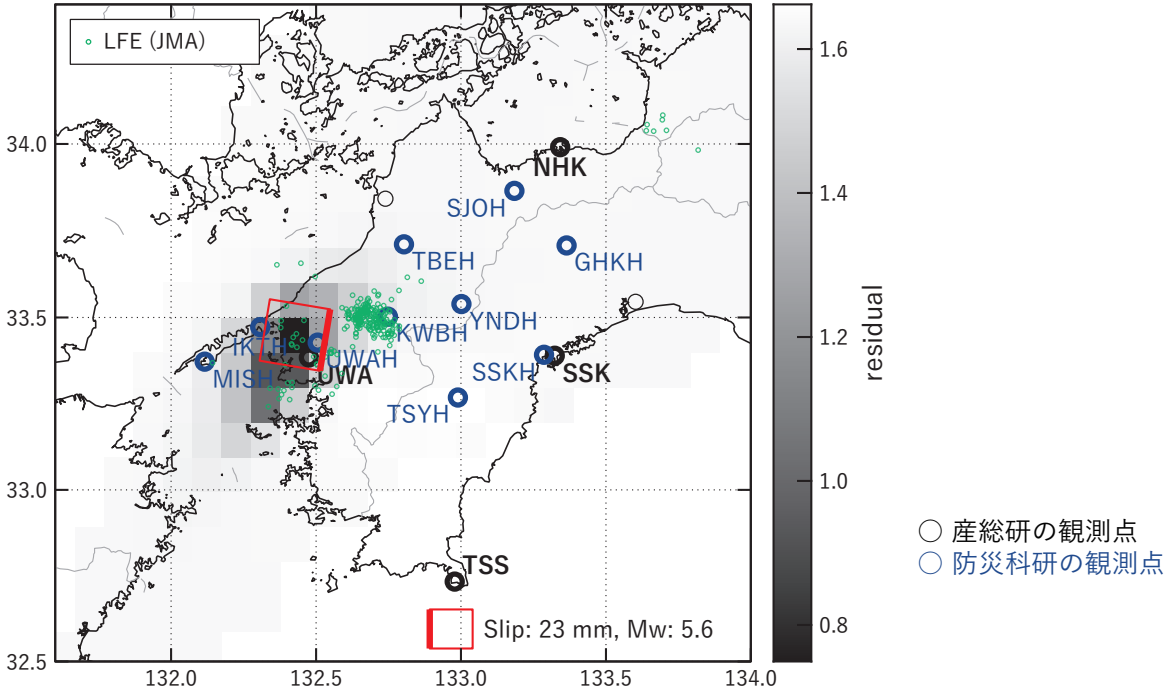 LFE (JMA)
34.0
33.5
33.0
32.5
132.0
132.5
133.0
133.5
134.0
NHK
SJOH
TBEH
GHKH
YNDH
KWBH
IKTH
UWAH
UWA
MISH
SSKH
SSK
TSYH
TSS
Slip: 23 mm, Mw: 5.6
1.6
1.4
1.2
1.0
0.8
residual
産総研の観測点
防災科研の観測点